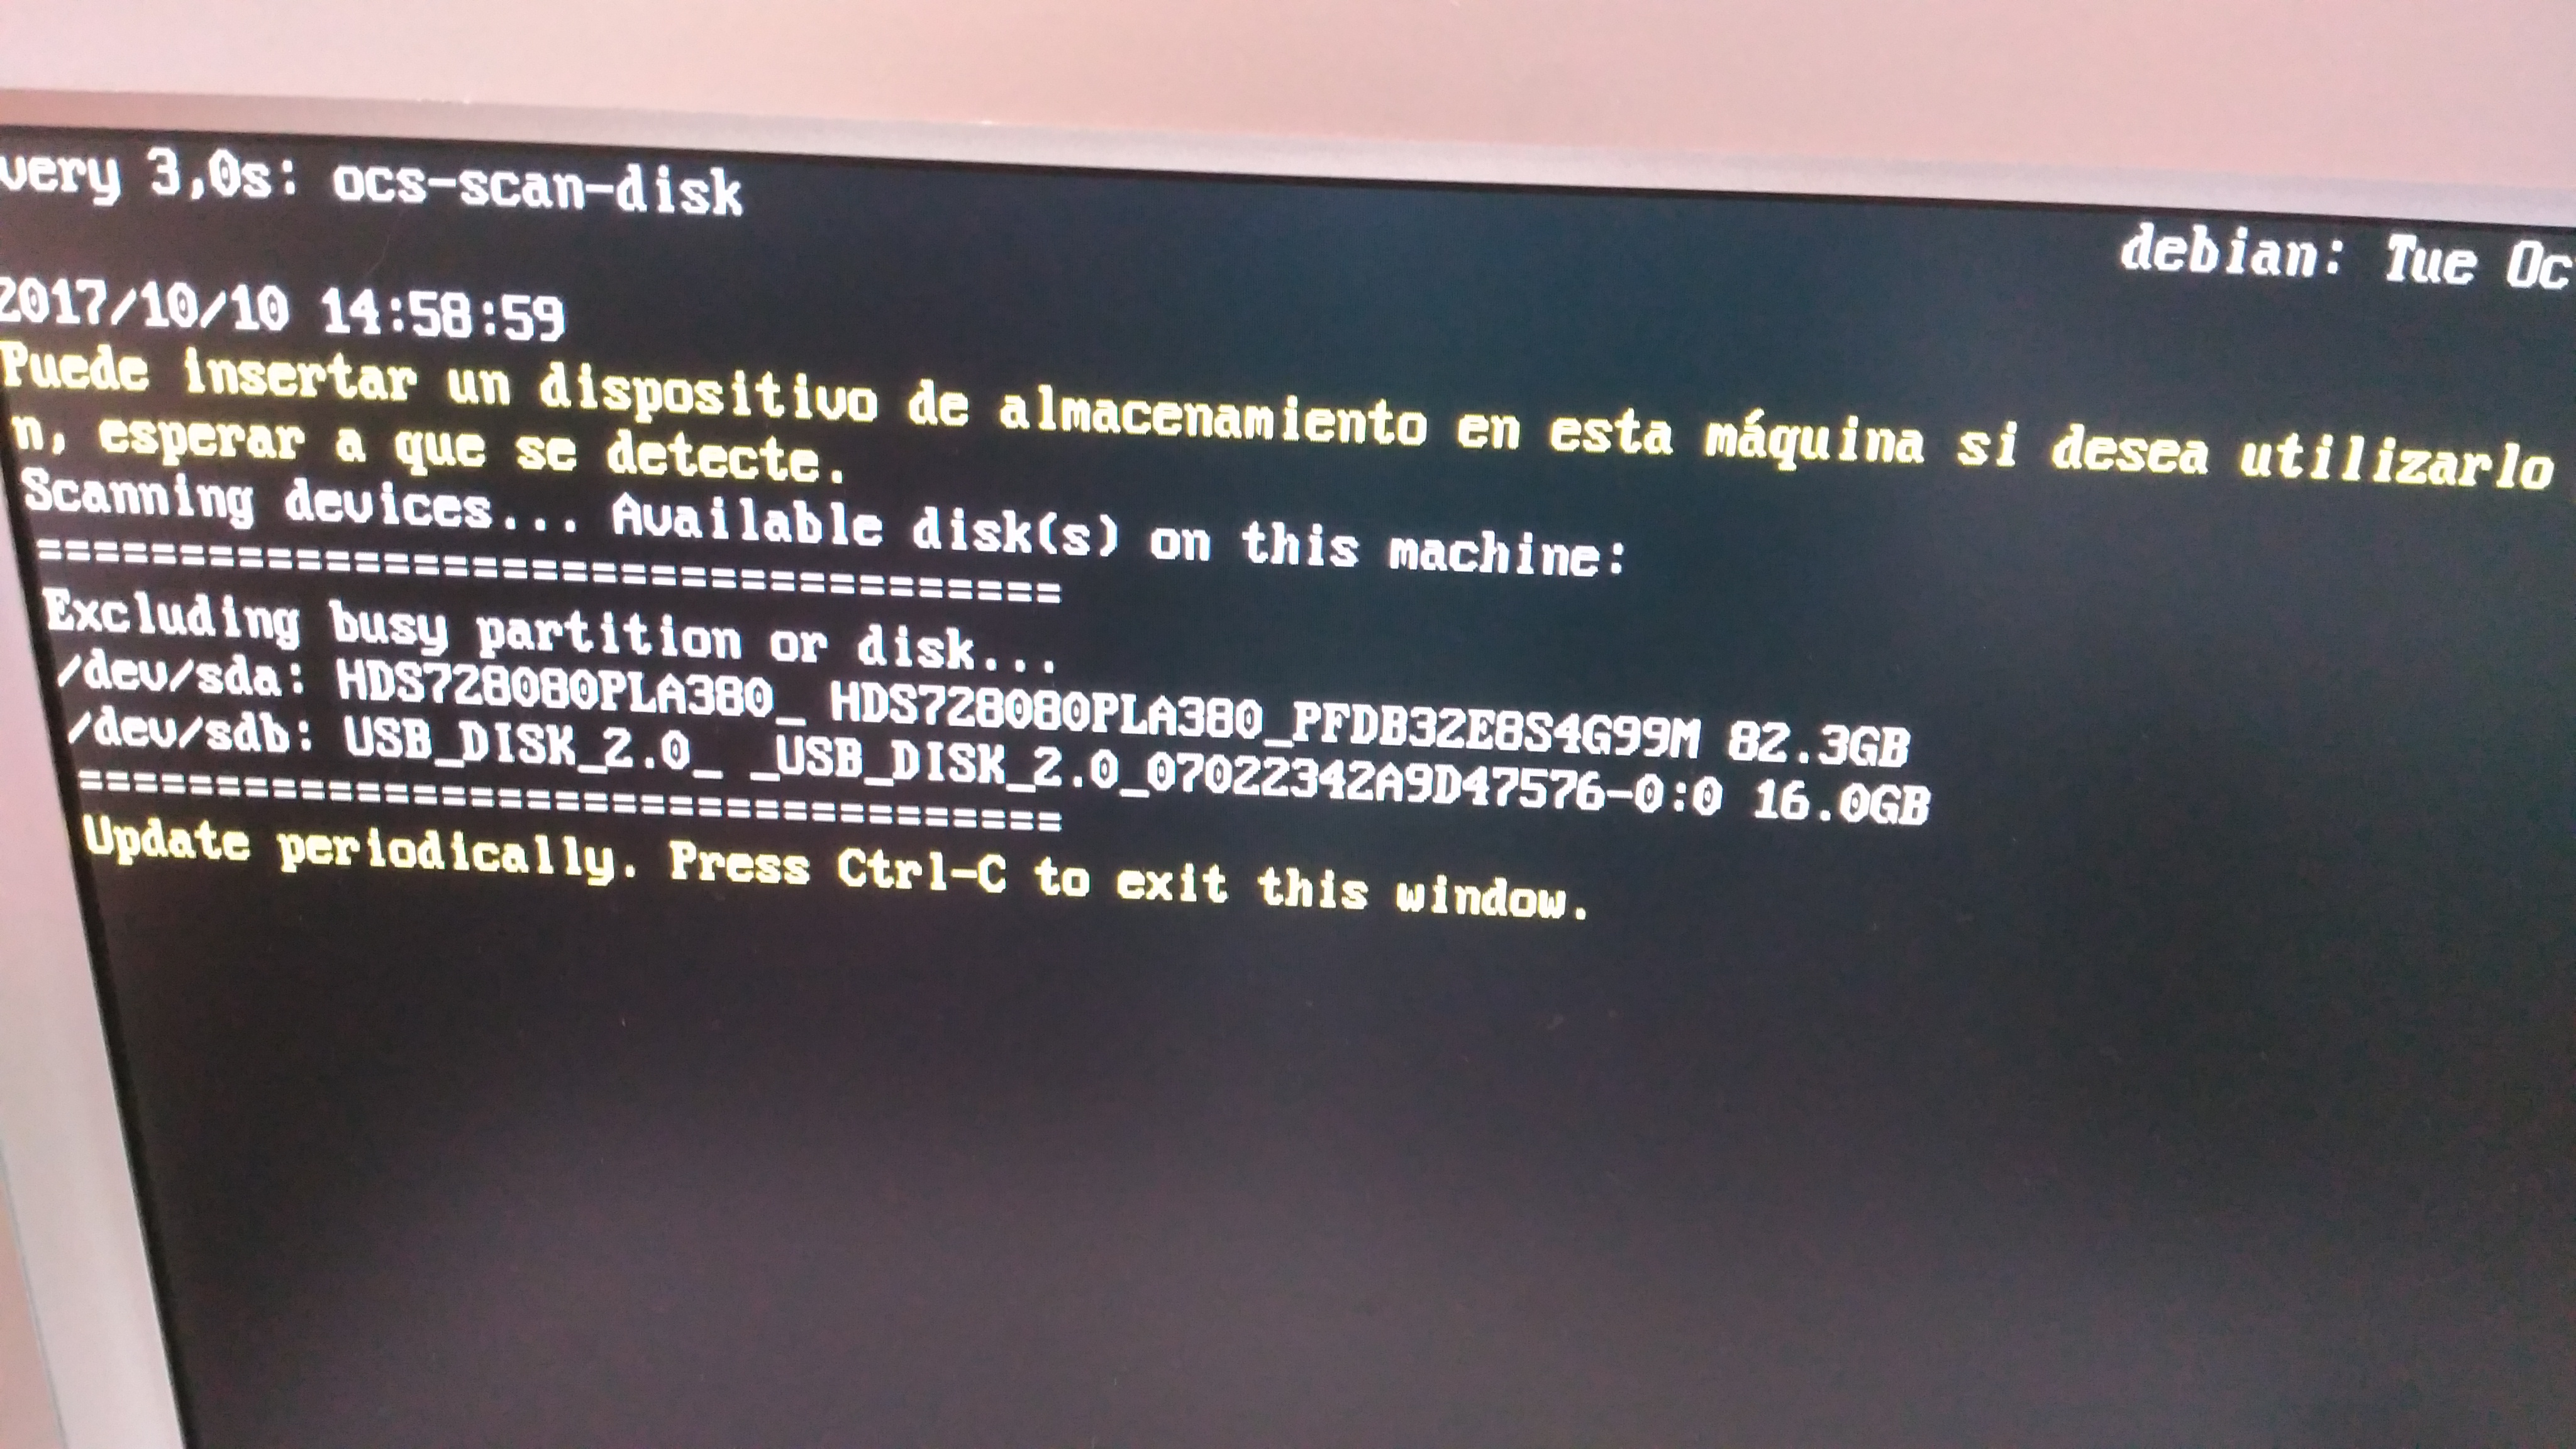 very 3,0s: ocs-scan-disk
debian: Tue Oc
2017/10/10 14:58:59
Puede insertar un dispositivo de almacenamiento en esta máquina si desea utilizarlo
n, esperar a que se detecte.
Scanning devices... Available disk(s) on this machine:
===================================
Excluding busy partition or disk...
/dev/sda: HDS728080PLA380_ HDS728080PLA380_PFDB32E8S4G99M 82.3GB
/dev/sdb: USB_DISK_2.0_ _USB_DISK_2.0_07022342A9D47576-0:0 16.0GB
===================================
Update periodically. Press Ctrl-C to exit this window.